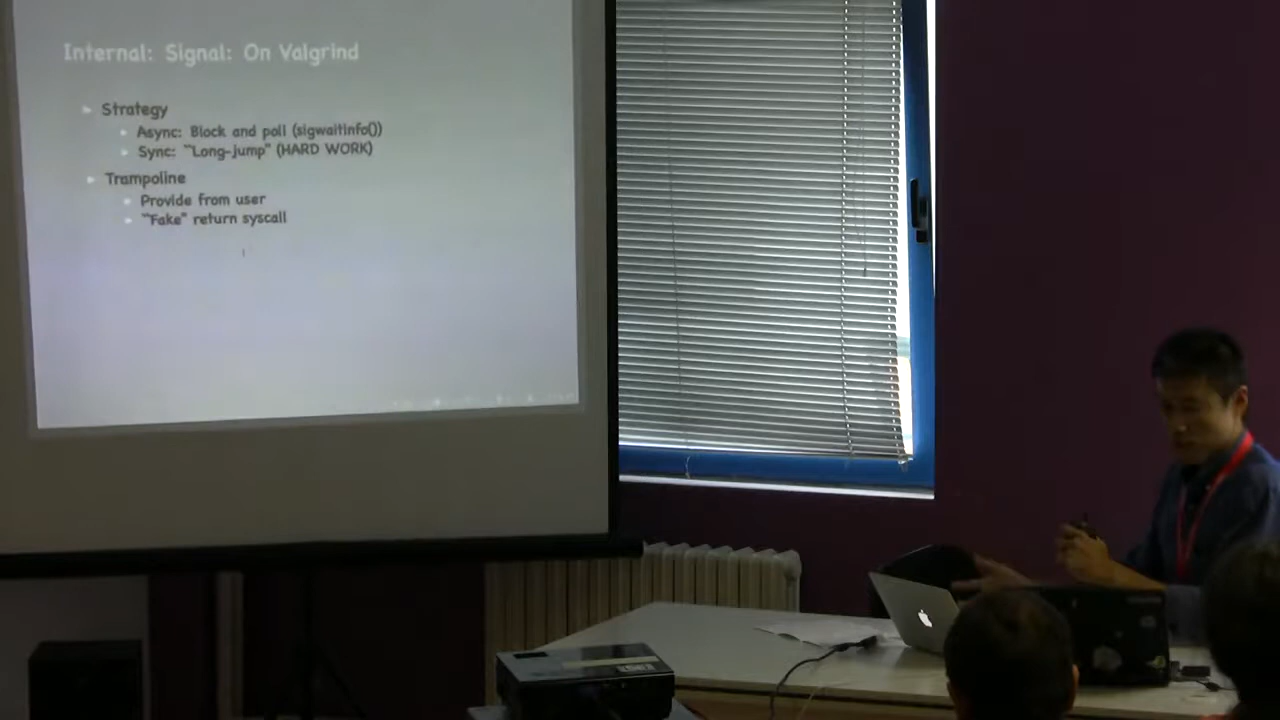 Internal: Signal: On Valgrind
Strategy
Async: Block and poll (sigwaitinfo())
Sync: "Long-jump" (HARD WORK)
Trampoline
Provide from user
"Fake" return syscall